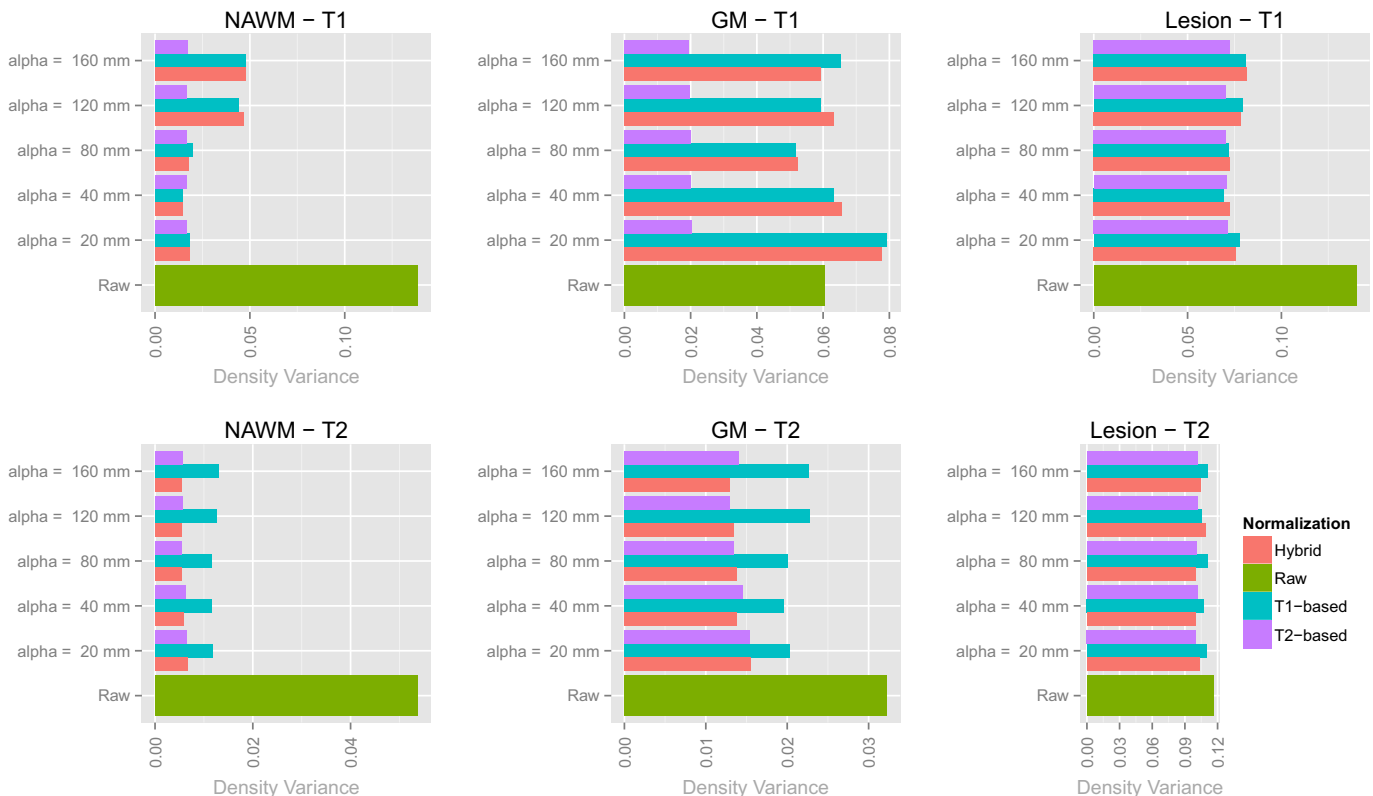 NAWM − T1
alpha = 160 mm
alpha = 120 mm
alpha = 80 mm
alpha = 40 mm
alpha = 20 mm
Raw
0.00
0.05
0.10
Density Variance
GM − T1
alpha = 160 mm
alpha = 120 mm
alpha = 80 mm
alpha = 40 mm
alpha = 20 mm
Raw
0.00
0.02
0.04
0.06
0.08
Density Variance
Lesion − T1
alpha = 160 mm
alpha = 120 mm
alpha = 80 mm
alpha = 40 mm
alpha = 20 mm
Raw
0.00
0.05
0.10
Density Variance
NAWM − T2
alpha = 160 mm
alpha = 120 mm
alpha = 80 mm
alpha = 40 mm
alpha = 20 mm
Raw
0.00
0.02
0.04
Density Variance
GM − T2
alpha = 160 mm
alpha = 120 mm
alpha = 80 mm
alpha = 40 mm
alpha = 20 mm
Raw
0.00
0.01
0.02
0.03
Density Variance
Lesion − T2
alpha = 160 mm
alpha = 120 mm
alpha = 80 mm
alpha = 40 mm
alpha = 20 mm
Raw
0.00
0.03
0.06
0.09
0.12
Density Variance
Normalization
Hybrid
Raw
T1−based
T2−based